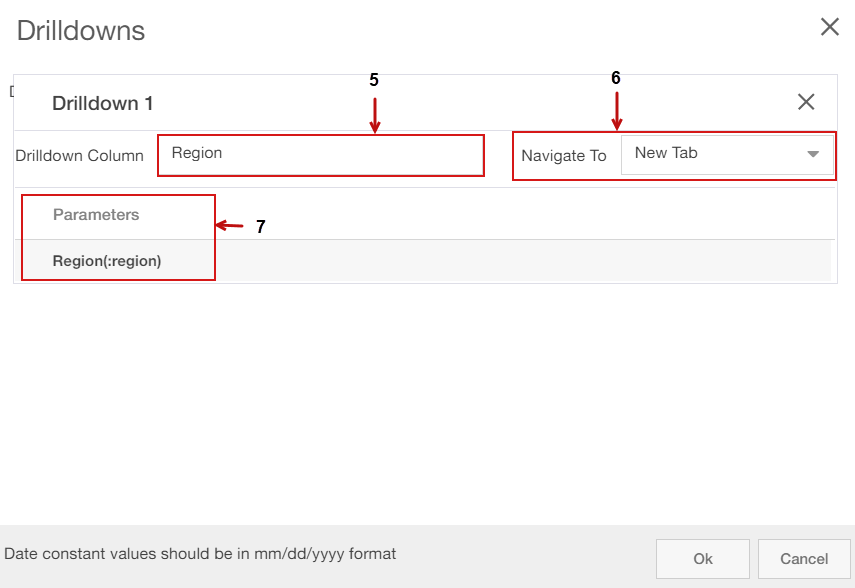 Drilldowns
5
6
Drilldown 1
Drilldown Column
Region
Navigate To
New Tab
Parameters
7
Region(:region)
Date constant values should be in mm/dd/yyyy format
Ok
Cancel